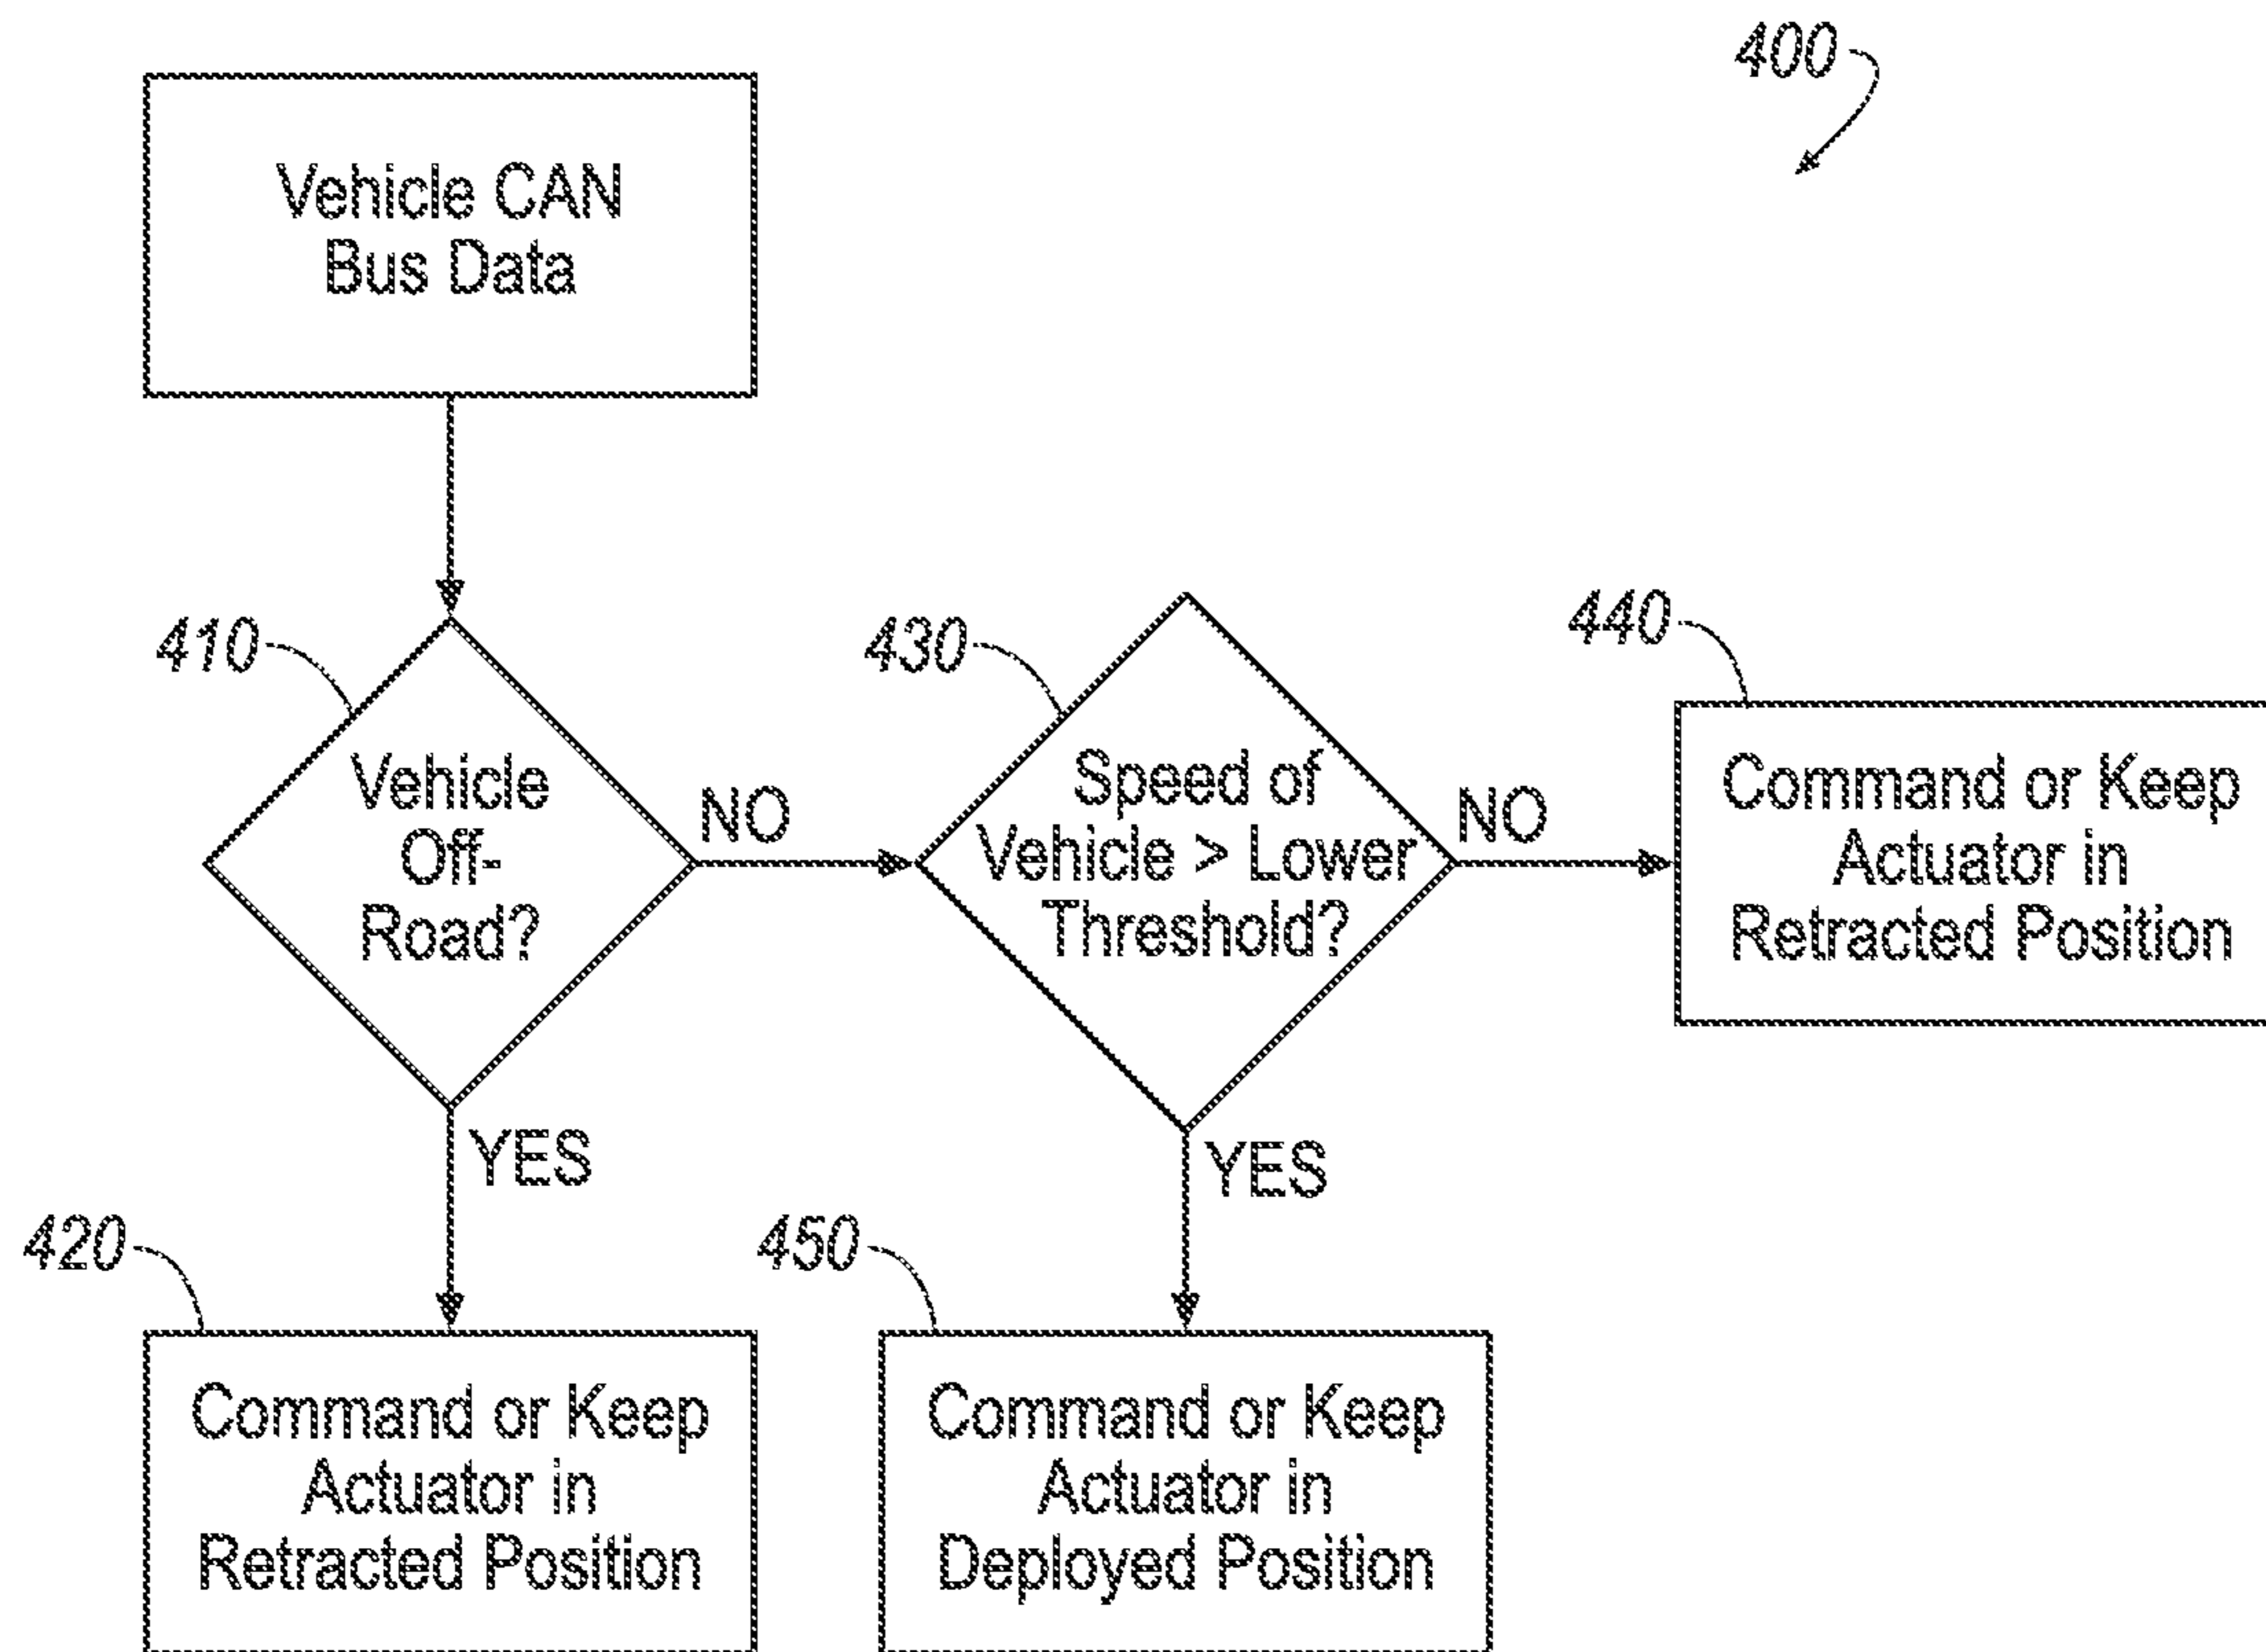 400
Vehicle CAN
Bus Data
410
Vehicle
Off-
Road?
NO
430
Speed of
Vehicle > Lower
Threshold?
NO
440
Command or Keep
Actuator in
Retracted Position
YES
YES
420
Command or Keep
Actuator in
Retracted Position
450
Command or Keep
Actuator in
Deployed Position